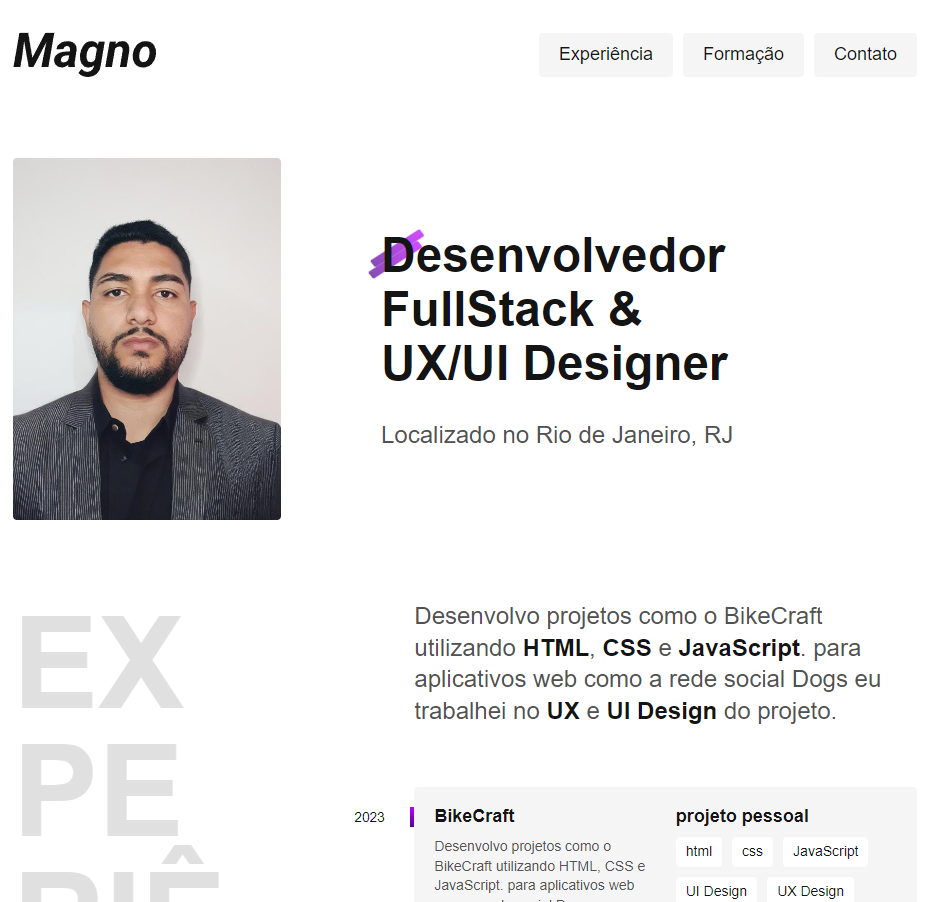 Magno
Experiência
Formação
Contato
Desenvolvedor
FullStack &
UX/UI Designer
Localizado no Rio de Janeiro, RJ
EX
PE
RIÊ
Desenvolvo projetos como o BikeCraft
utilizando HTML, CSS e JavaScript. para
aplicativos web como a rede social Dogs eu
trabalhei no UX e UI Design do projeto.
2023
BikeCraft
Desenvolvo projetos como o
BikeCraft utilizando HTML, CSS e
JavaScript. para aplicativos web
projeto pessoal
html
css
JavaScript
UI Design
UX Design